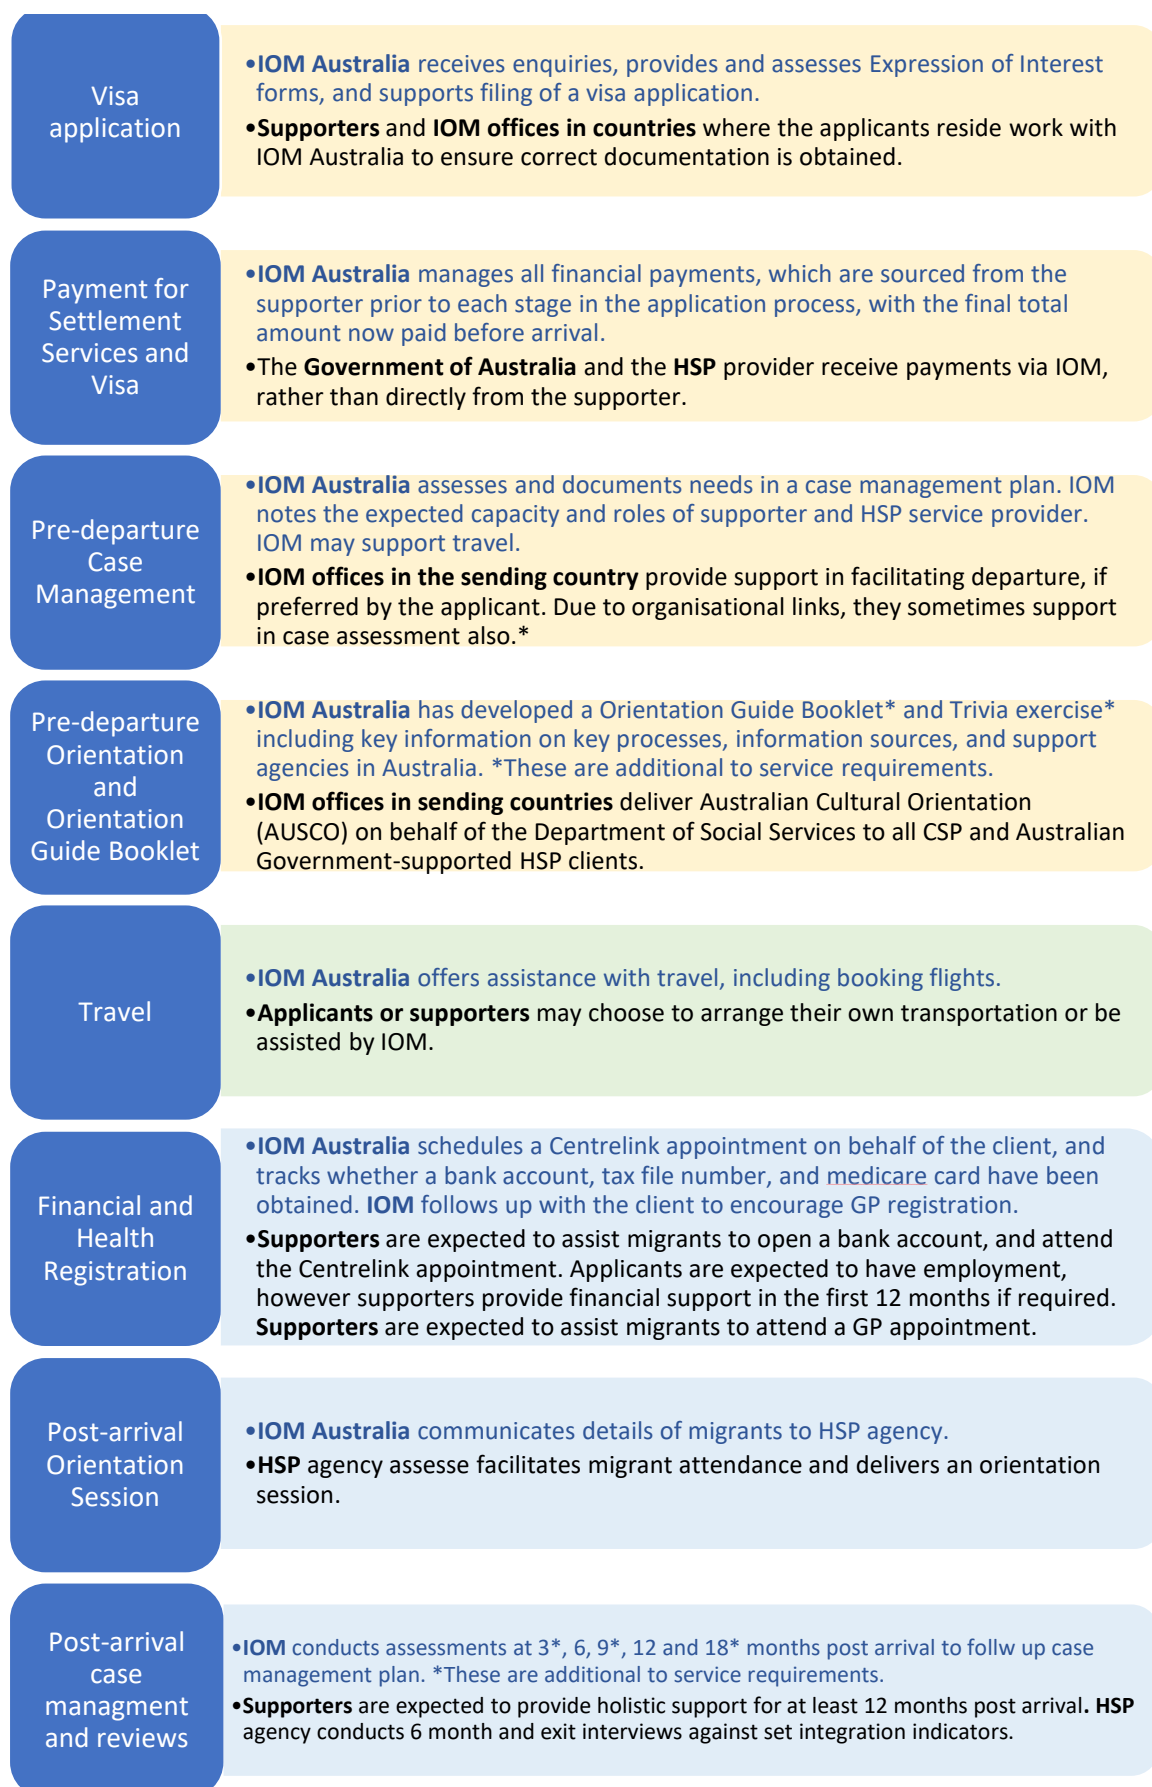 Visa
application
•IOM Australia receives enquiries, provides and assesses Expression of Interest
forms, and supports filing of a visa application.
•Supporters and IOM offices in countries where the applicants reside work with
IOM Australia to ensure correct documentation is obtained.
Payment for
Settlement
Services and
Visa
•IOM Australia manages all financial payments, which are sourced from the
supporter prior to each stage in the application process, with the final total
amount now paid before arrival.
•The Government of Australia and the HSP provider receive payments via IOM,
rather than directly from the supporter.
Pre-departure
Case
Management
•IOM Australia assesses and documents needs in a case management plan. IOM
notes the expected capacity and roles of supporter and HSP service provider.
IOM may support travel.
•IOM offices in the sending country provide support in facilitating departure, if
preferred by the applicant. Due to organisational links, they sometimes support
in case assessment also.*
Pre-departure
Orientation
and
Orientation
Guide Booklet
•IOM Australia has developed a Orientation Guide Booklet* and Trivia exercise*
including key information on key processes, information sources, and support
agencies in Australia. *These are additional to service requirements.
•IOM offices in sending countries deliver Australian Cultural Orientation
(AUSCO) on behalf of the Department of Social Services to all CSP and Australian
Government-supported HSP clients.
Travel
•IOM Australia offers assistance with travel, including booking flights.
•Applicants or supporters may choose to arrange their own transportation or be
assisted by IOM.
Financial and
Health
Registration
•IOM Australia schedules a Centrelink appointment on behalf of the client, and
tracks whether a bank account, tax file number, and medicare card have been
obtained. IOM follows up with the client to encourage GP registration.
•Supporters are expected to assist migrants to open a bank account, and attend
the Centrelink appointment. Applicants are expected to have employment,
however supporters provide financial support in the first 12 months if required.
Supporters are expected to assist migrants to attend a GP appointment.
Post-arrival
Orientation
Session
•IOM Australia communicates details of migrants to HSP agency.
•HSP agency assesse facilitates migrant attendance and delivers an orientation
session.
Post-arrival
case
managment
and reviews
•IOM conducts assessments at 3*, 6, 9*, 12 and 18* months post arrival to follw up case
management plan. *These are additional to service requirements.
•Supporters are expected to provide holistic support for at least 12 months post arrival. HSP
agency conducts 6 month and exit interviews against set integration indicators.